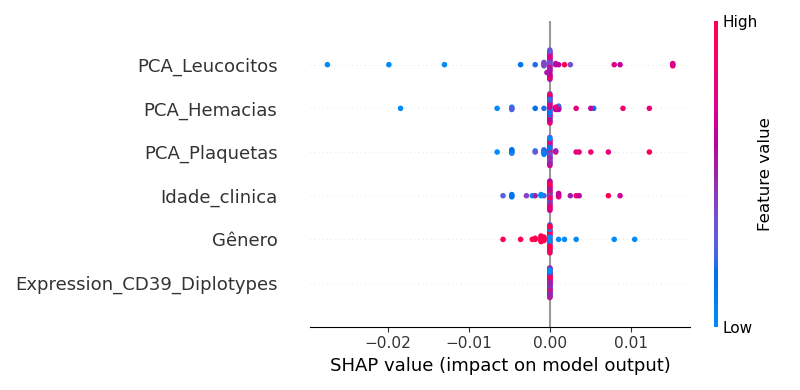 High
PCA_Leucocitos
PCA_Hemacias
PCA_Plaquetas
Idade_clinica
Gênero
Expression_CD39_Diplotypes
Feature value
Low
−0.02 −0.01 0.00 0.01
SHAP value (impact on model output)